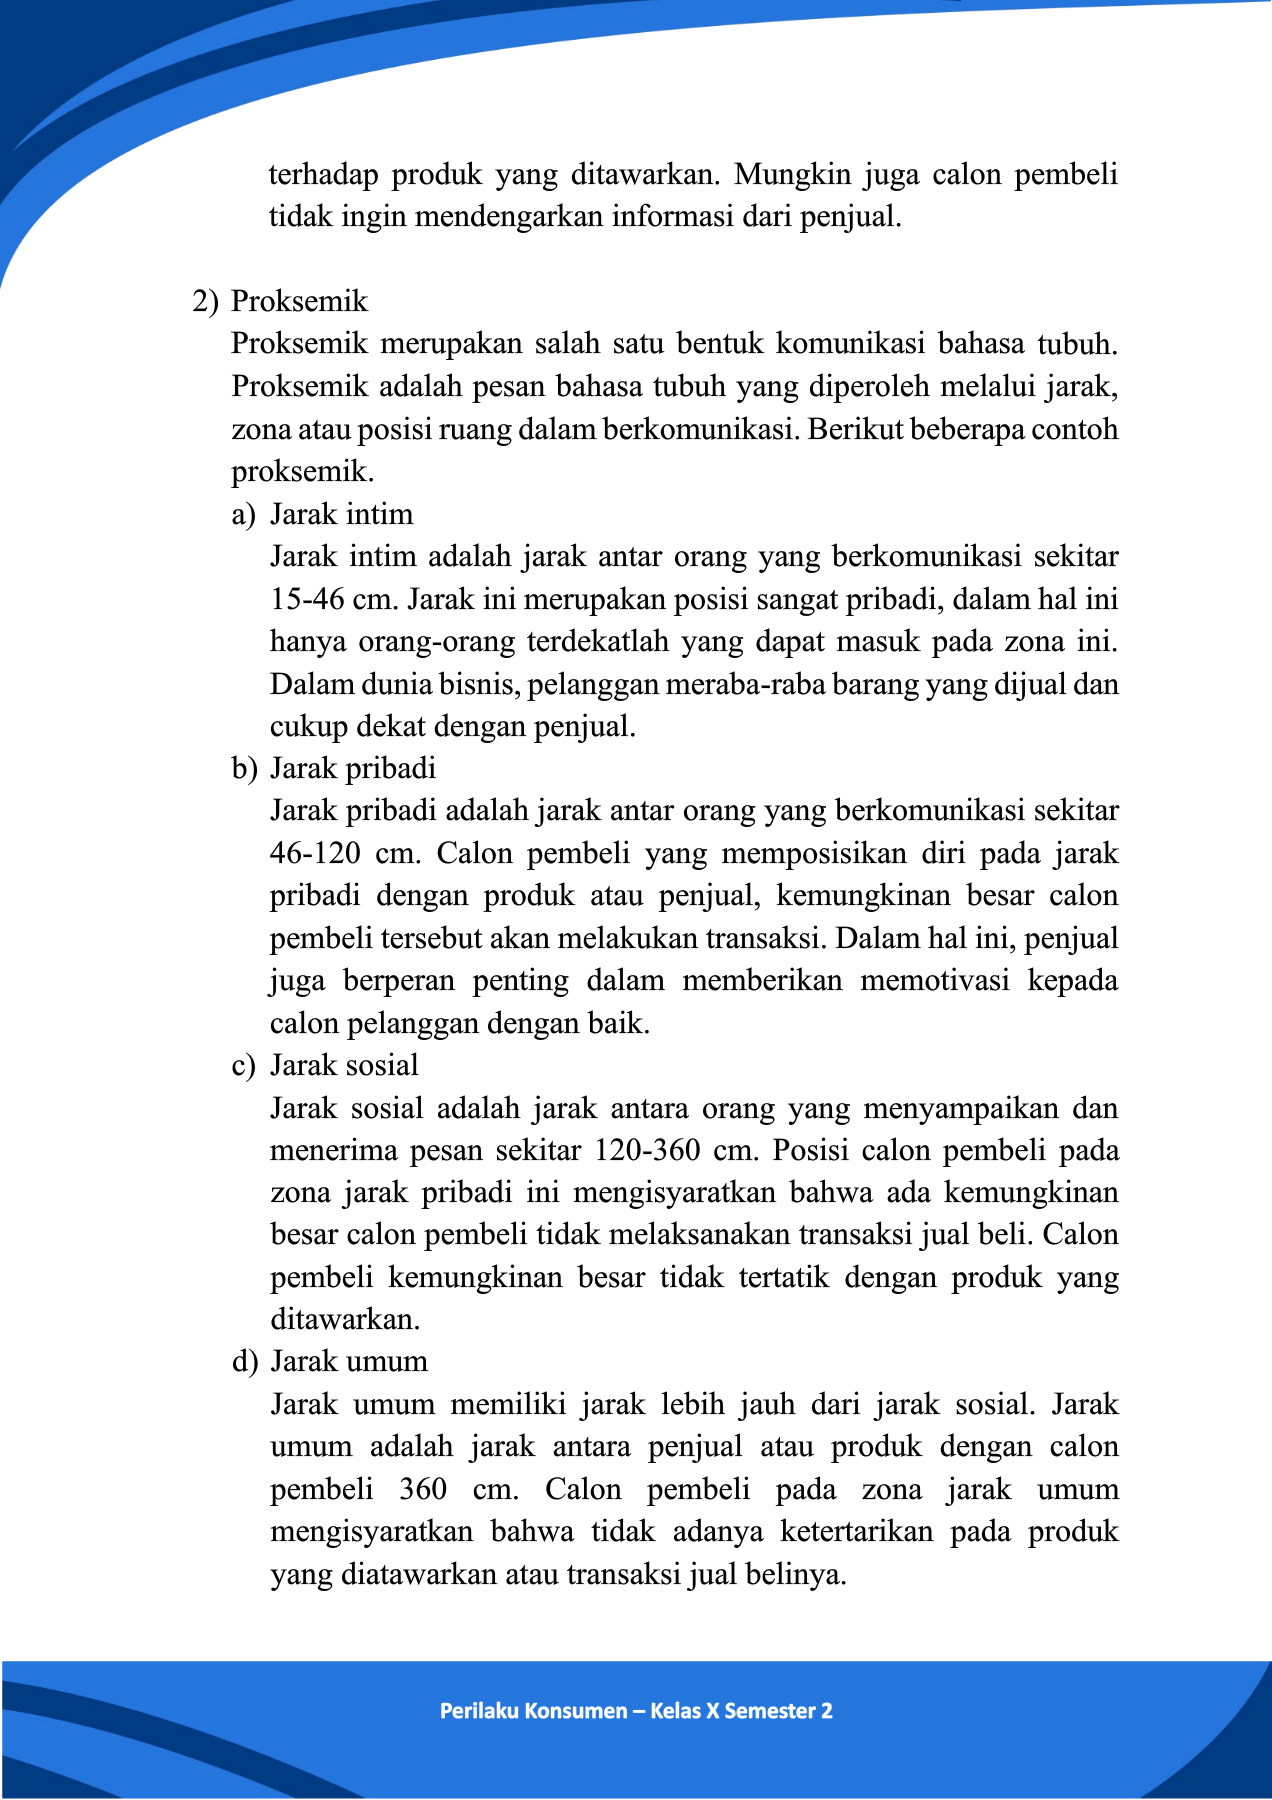 terhadap produk yang ditawarkan. Mungkin juga calon pembeli
tidak ingin mendengarkan informasi dari penjual.
2) Proksemik
Proksemik merupakan salah satu bentuk komunikasi bahasa tubuh.
Proksemik adalah pesan bahasa tubuh yang diperoleh melalui jarak,
zona atau posisi ruang dalam berkomunikasi. Berikut beberapa contoh
proksemik.
a) Jarak intim
Jarak intim adalah jarak antar orang yang berkomunikasi sekitar
15-46 cm. Jarak ini merupakan posisi sangat pribadi, dalam hal ini
hanya orang-orang terdekatlah yang dapat masuk pada zona ini.
Dalam dunia bisnis, pelanggan meraba-raba barang yang dijual dan
cukup dekat dengan penjual.
b) Jarak pribadi
Jarak pribadi adalah jarak antar orang yang berkomunikasi sekitar
46-120 cm. Calon pembeli yang memposisikan diri pada jarak
pribadi dengan produk atau penjual, kemungkinan besar calon
pembeli tersebut akan melakukan transaksi. Dalam hal ini, penjual
juga berperan penting dalam memberikan memotivasi kepada
calon pelanggan dengan baik.
c) Jarak sosial
Jarak sosial adalah jarak antara orang yang menyampaikan dan
menerima pesan sekitar 120-360 cm. Posisi calon pembeli pada
zona jarak pribadi ini mengisyaratkan bahwa ada kemungkinan
besar calon pembeli tidak melaksanakan transaksi jual beli. Calon
pembeli kemungkinan besar tidak tertatik dengan produk yang
ditawarkan.
d) Jarak umum
Jarak umum memiliki jarak lebih jauh dari jarak sosial. Jarak
umum adalah jarak antara penjual atau produk dengan calon
pembeli 360 cm. Calon pembeli pada zona jarak umum
mengisyaratkan bahwa tidak adanya ketertarikan pada produk
yang diatawarkan atau transaksi jual belinya.
Perilaku Konsumen – Kelas X Semester 2